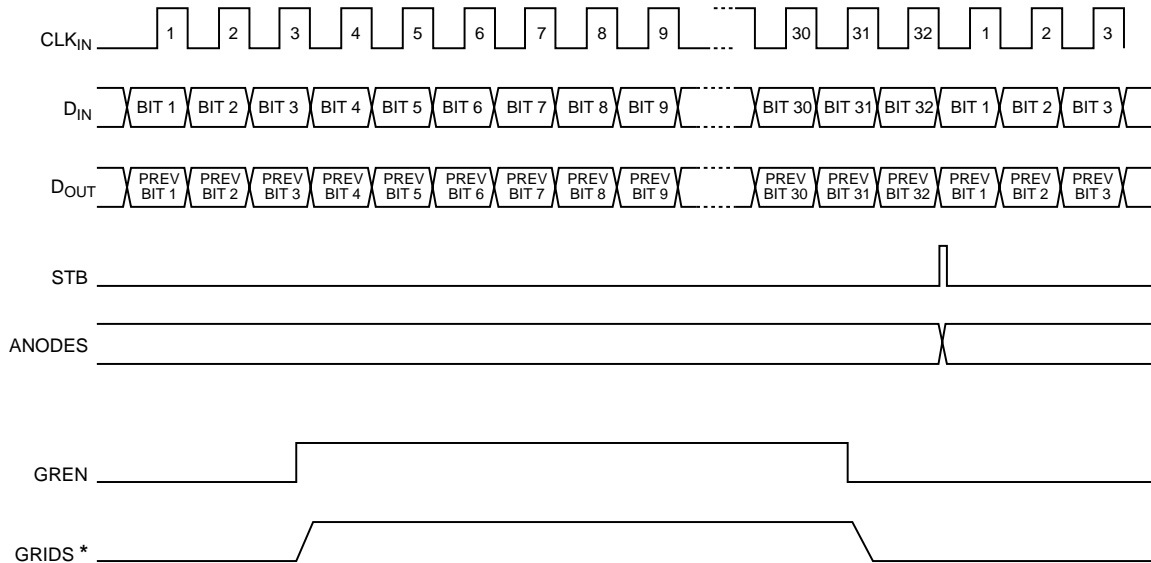 CLKIN 1 2 3 4 5 6 7 8 9 30 31 32 1 2 3
DIN BIT 1 BIT 2 BIT 3 BIT 4 BIT 5 BIT 6 BIT 7 BIT 8 BIT 9 BIT 30 BIT 31 BIT 32 BIT 1 BIT 2 BIT 3
PREV PREV PREV PREV PREV PREV PREV PREV PREV PREV PREV PREV PREV PREV PREV
DOUT BIT 1 BIT 2 BIT 3 BIT 4 BIT 5 BIT 6 BIT 7 BIT 8 BIT 9 BIT 30 BIT 31 BIT 32 BIT 1 BIT 2 BIT 3
STB
ANODES
GREN
GRIDS *